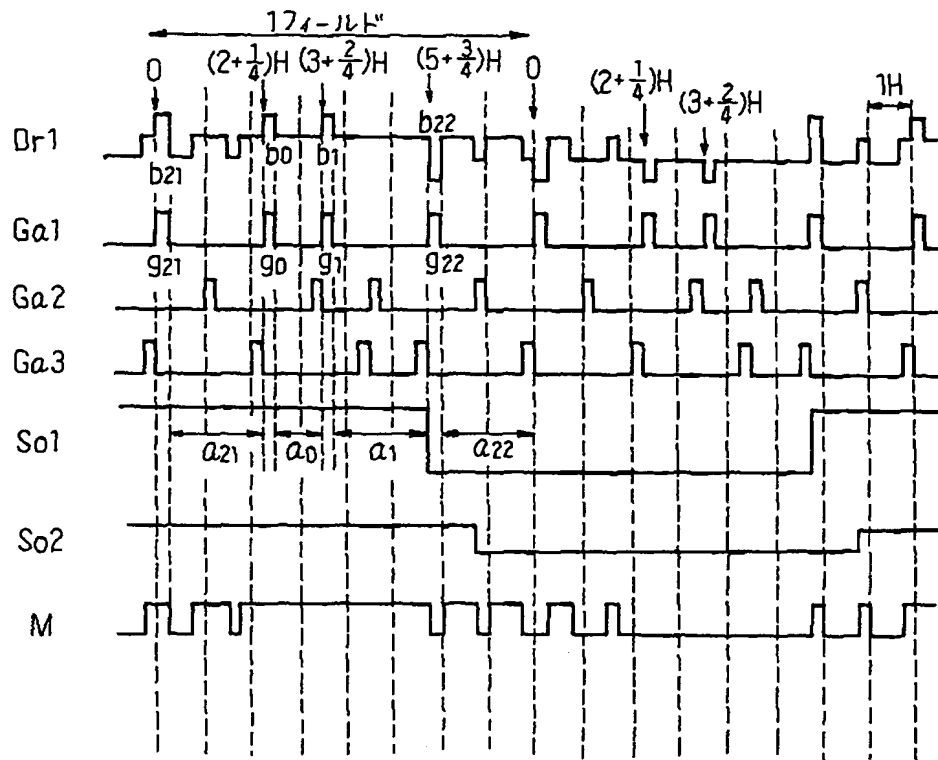 1フィールド
0 (2+1/4)H (3+2/4)H (5+3/4)H 0 (2+1/4)H (3+2/4)H 1H
Dr1 b21 b0 b1 b22
Ga1
g21 g0 g1 g22
Ga2
Ga3
So1
a21 a0 a1 a22
So2
M